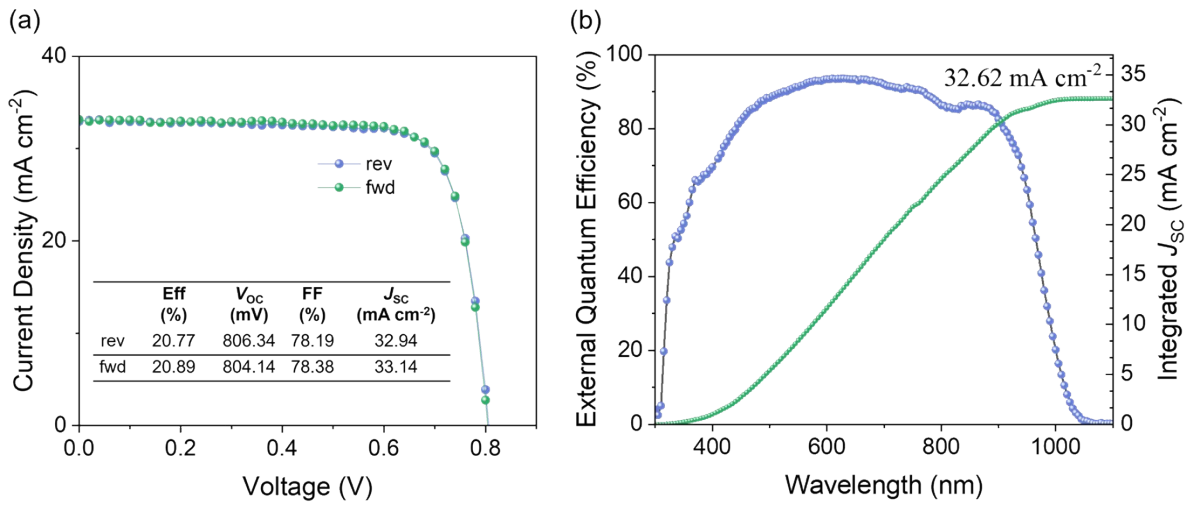 (a)
40
20
0
0.0 0.2 0.4 0.6 0.8
Current Density (mA cm-2)
Voltage (V)
rev
fwd
Eff VOC FF JSC
(%) (mV) (%) (mA cm-2)
rev 20.77 806.34 78.19 32.94
fwd 20.89 804.14 78.38 33.14
(b)
100
80
60
40
20
0
400 600 800 1000
External Quantum Efficiency (%)
Wavelength (nm)
32.62 mA cm-2
35
30
25
20
15
10
5
0
Integrated JSC (mA cm-2)